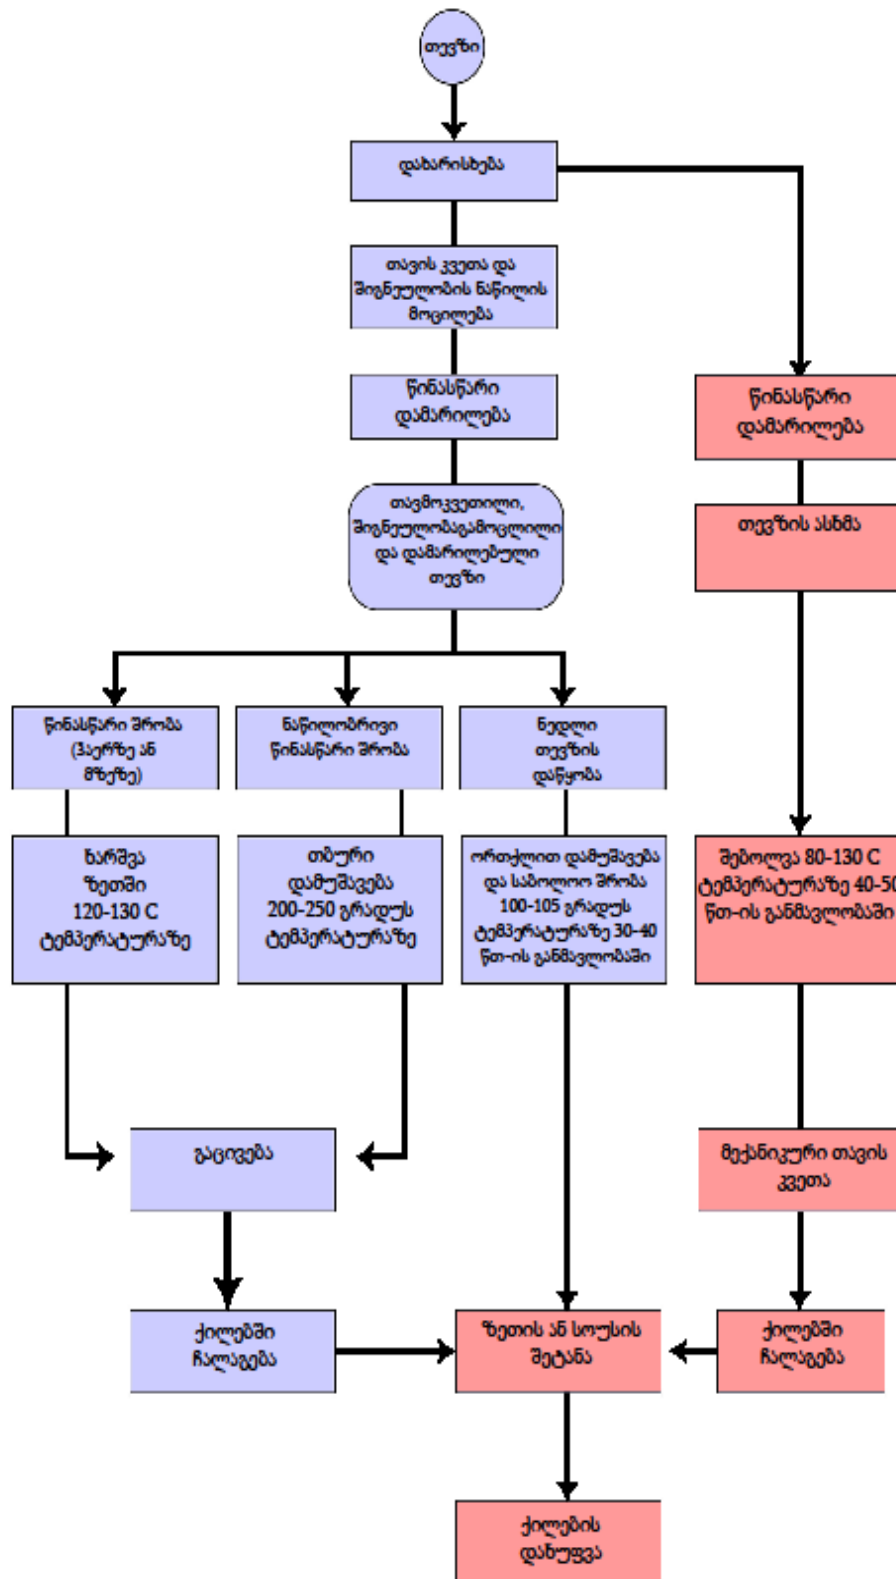 თევზი
დახარისხება
თავის კვეთა და
შიგნეულობის ნაწილის
მოცილება
წინასწარი
დამარილება
თავმოკვეთილი,
შიგნეულობაგამოცლილი
და დამარილებული
თევზი
წინასწარი
დამარილება
თევზის ასხმა
წინასწარი შრობა
(ჰაერზე ან
მზეზე)
ნაწილობრივი
წინასწარი შრობა
ნედლი
თევზის
დაწყობა
ხარშვა
ზეთში
120-130 C
ტემპერატურაზე
თბური
დამუშავება
200-250 გრადუს
ტემპერატურაზე
ორთქლით დამუშავება
და საბოლოო შრობა
100-105 გრადუს
ტემპერატურაზე 30-40
წთ-ის განმავლობაში
შებოლვა 80-130 C
ტემპერატურაზე 40-50
წთ-ის განმავლობაში
გაცივება
მექანიკური თავის
კვეთა
ქილებში
ჩალაგება
ზეთის ან სოუსის
შეტანა
ქილებში
ჩალაგება
ქილების
დახუფვა